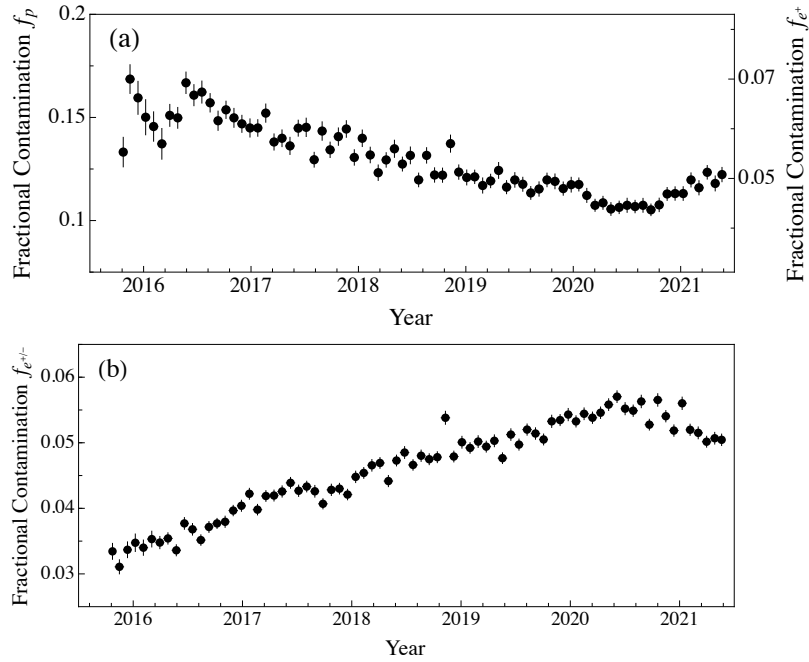 (a)
Fractional Contamination f_p
0.2
0.15
0.1
Fractional Contamination f_{e^+}
0.07
0.05
2016 2017 2018 2019 2020 2021
Year
(b)
Fractional Contamination f_{e^{+/-}}
0.06
0.05
0.04
0.03
2016 2017 2018 2019 2020 2021
Year